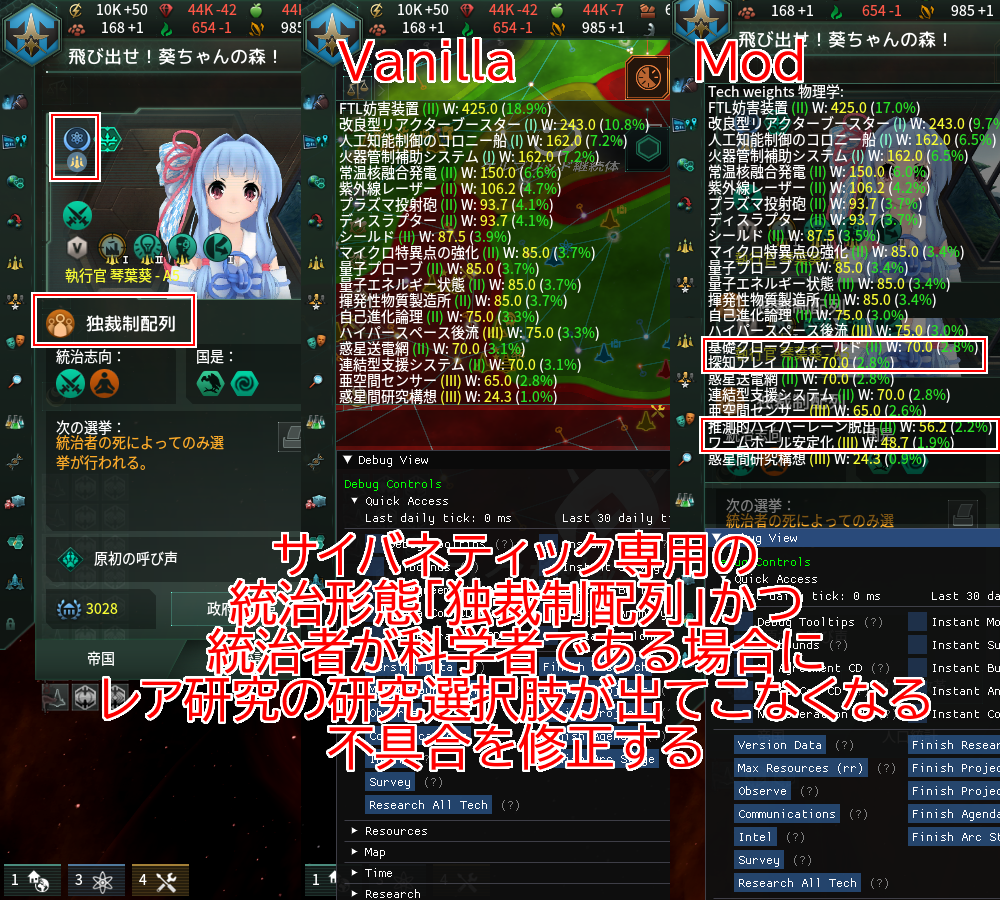 10K +50 44K -42 44K
168 +1 654 -1 985
飛び出せ！葵ちゃんの森！
執行官 琴葉葵 -
独裁制配列
統治志向：
国是：
次の選挙：
統治者の死によってのみ選
挙が行われる。
原初の呼び声
3028
政府
帝国
1 3 4
10K +50 44K -42 44K -7
168 +1 654 -1 985 +1
Vanilla
FTL妨害装置 (II) W: 425.0 (18.9%)
改良型リアクターブースター (I) W: 243.0 (10.8%)
人工知能制御のコロニー船 (I) W: 162.0 (7.2%)
火器管制補助システム (I) W: 162.0 (7.2%)
常温核融合発電 (II) W: 150.0 (6.6%)
紫外線レーザー (II) W: 106.2 (4.7%)
プラズマ投射砲 (II) W: 93.7 (4.1%)
ディスラプター (II) W: 93.7 (4.1%)
シールド (II) W: 87.5 (3.9%)
マイクロ特異点の強化 (II) W: 85.0 (3.7%)
量子プローブ (II) W: 85.0 (3.7%)
量子エネルギー状態 (II) W: 85.0 (3.7%)
揮発性物質製造所 (II) W: 85.0 (3.7%)
自己進化論理 (II) W: 75.0 (3.3%)
ハイパースペース後流 (III) W: 75.0 (3.3%)
惑星送電網 (II) W: 70.0 (3.1%)
連結型支援システム (II) W: 70.0 (3.1%)
亜空間センサー (III) W: 65.0 (2.8%)
惑星間研究構想 (III) W: 24.3 (1.0%)
Debug View
Debug Controls
Quick Access
Last daily tick: 0 ms Last 30 daily t
Survey (?)
Research All Tech (?)
Resources
Map
Time
Research
1
168 +1 654 -1 985 +1
飛び出せ！葵ちゃんの森！
Mod
Tech weights 物理学:
FTL妨害装置 (II) W: 425.0 (17.0%)
改良型リアクターブースター (I) W: 243.0 (9.7%
人工知能制御のコロニー船 (I) W: 162.0 (6.5%)
火器管制補助システム (I) W: 162.0 (6.5%)
常温核融合発電 (II) W: 150.0 (6.0%)
紫外線レーザー (II) W: 106.2 (4.2%)
プラズマ投射砲 (II) W: 93.7 (3.7%)
ディスラプター (II) W: 93.7 (3.7%)
シールド (II) W: 87.5 (3.5%)
マイクロ特異点の強化 (II) W: 85.0 (3.4%)
量子プローブ (II) W: 85.0 (3.4%)
量子エネルギー状態 (II) W: 85.0 (3.4%)
揮発性物質製造所 (II) W: 85.0 (3.4%)
自己進化論理 (II) W: 75.0 (3.0%)
ハイパースペース後流 (III) W: 75.0 (3.0%)
基礎クロークフィールド (II) W: 70.0 (2.8%)
探知アレイ (II) W: 70.0 (2.8%)
惑星送電網 (II) W: 70.0 (2.8%)
連結型支援システム (II) W: 70.0 (2.8%)
亜空間センサー (III) W: 65.0 (2.6%)
推測的ハイパーレーン脱出 (II) W: 56.2 (2.2%)
ワームホール安定化 (III) W: 48.7 (1.9%)
惑星間研究構想 (III) W: 24.3 (0.9%)
次の選挙：
統治者の死によってのみ選
View
Controls
Quick Access
daily tick: 0 ms Last 30 da
Debug Tooltips (?) Instant Mo
Instant Su
CD (?) Instant Bu
Instant An
Instant Co
Version Data (?) Finish Resear
Max Resources (rr) (?) Finish Projec
Observe (?) Finish Projec
Communications (?) Finish Agenda
Intel (?) Finish Arc St
Survey (?)
Research All Tech (?)
サイバネティック専用の
統治形態「独裁制配列」かつ
統治者が科学者である場合に
レア研究の研究選択肢が出てこなくなる
不具合を修正する